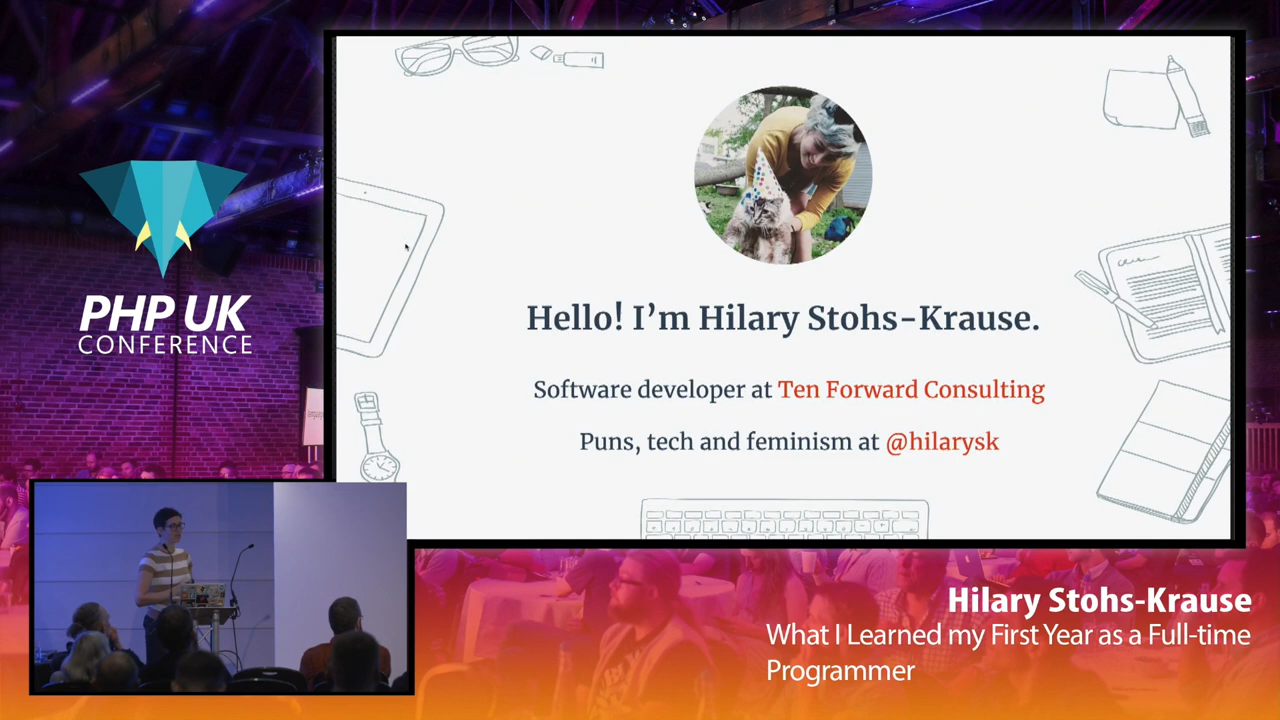 PHP UK
CONFERENCE
Hello! I’m Hilary Stohs-Krause.
Software developer at Ten Forward Consulting
Puns, tech and feminism at @hilarysk
Hilary Stohs-Krause
What I Learned my First Year as a Full-time
Programmer